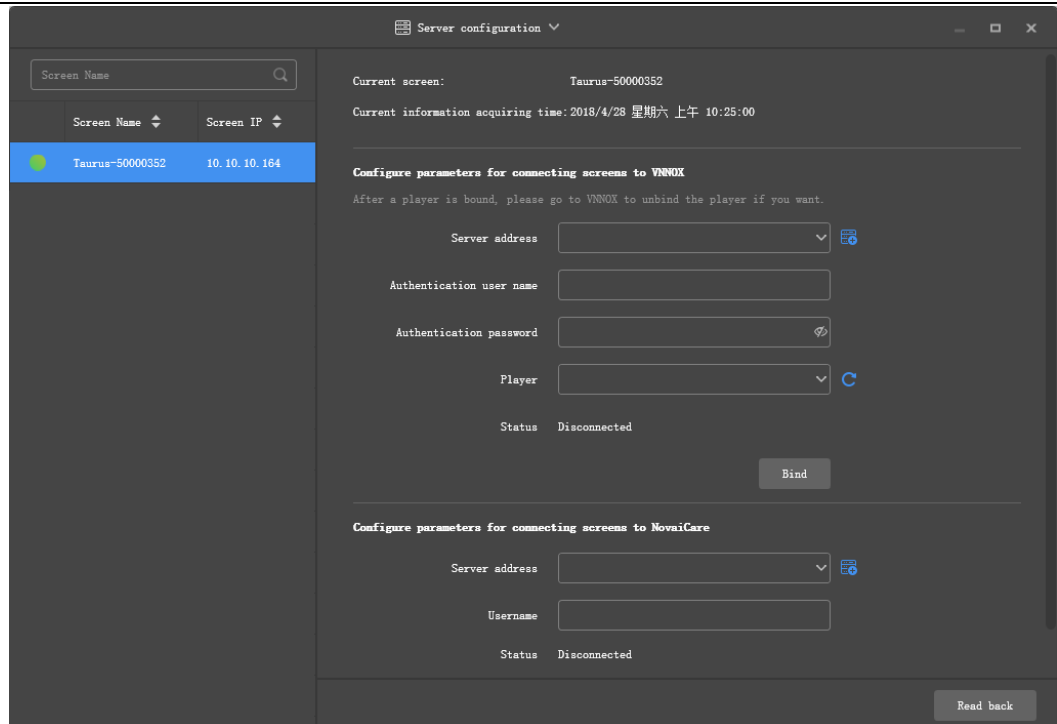 Server configuration
Screen Name
Screen Name Screen IP
Taurus-50000352 10.10.10.164
Current screen: Taurus-50000352
Current information acquiring time: 2018/4/28 星期六 上午 10:25:00
Configure parameters for connecting screens to VNNOX
After a player is bound, please go to VNNOX to unbind the player if you want.
Server address
Authentication user name
Authentication password
Player
Status Disconnected
Bind
Configure parameters for connecting screens to NovaiCare
Server address
Username
Status Disconnected
Read back